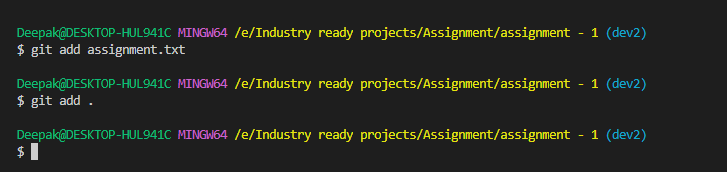 Deepak@DESKTOP-HUL941C MINGW64 /e/Industry ready projects/Assignment/assignment - 1 (dev2)
$ git add assignment.txt
Deepak@DESKTOP-HUL941C MINGW64 /e/Industry ready projects/Assignment/assignment - 1 (dev2)
$ git add .
Deepak@DESKTOP-HUL941C MINGW64 /e/Industry ready projects/Assignment/assignment - 1 (dev2)
$